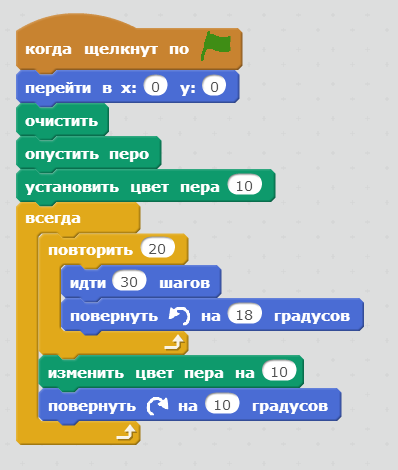 когда щелкнут по
перейти в x: 0 y: 0
очистить
опустить перо
установить цвет пера 10
всегда
повторить 20
идти 30 шагов
повернуть на 18 градусов
изменить цвет пера на 10
повернуть на 10 градусов